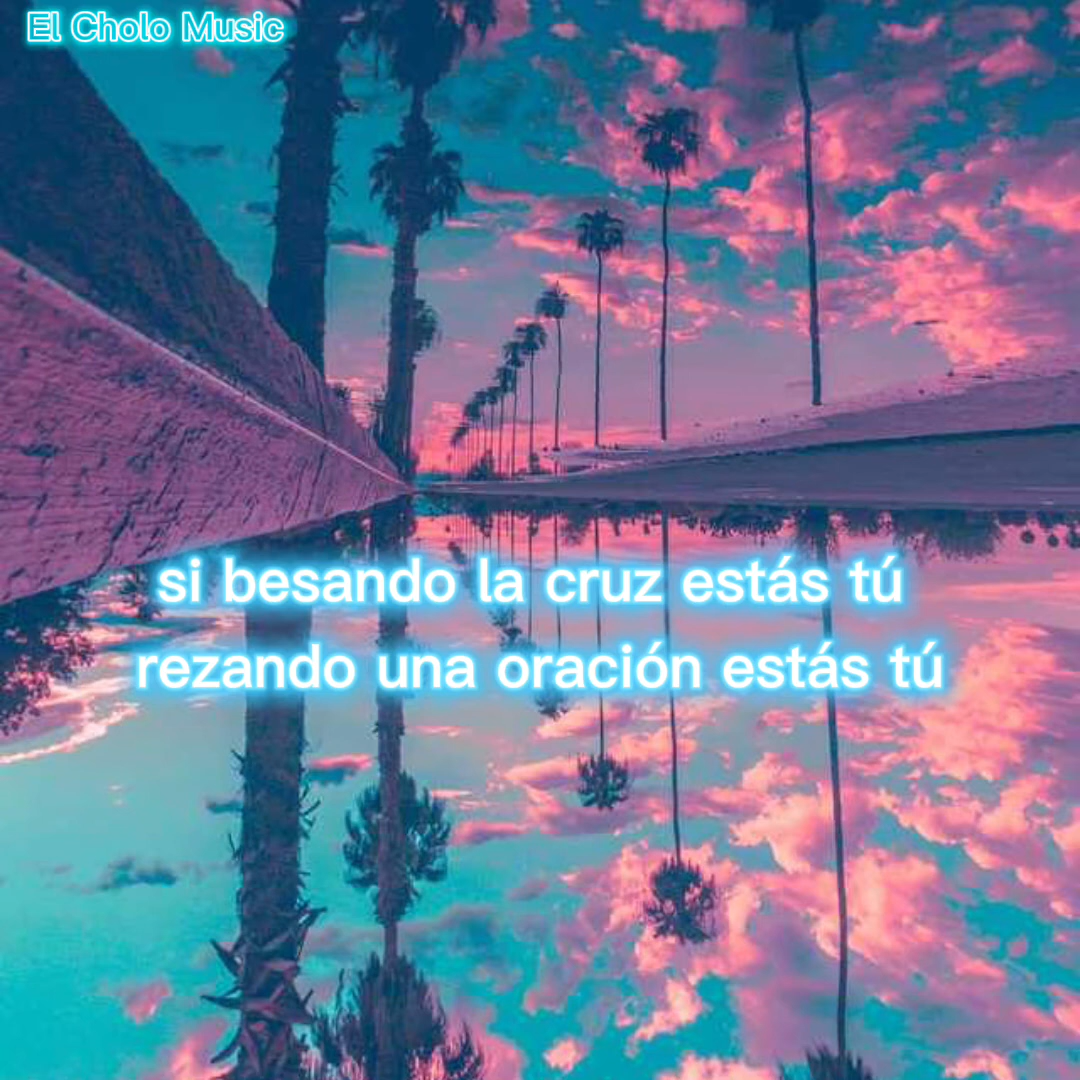 El Cholo Music
si besando la cruz estás tú
rezando una oración estás tú